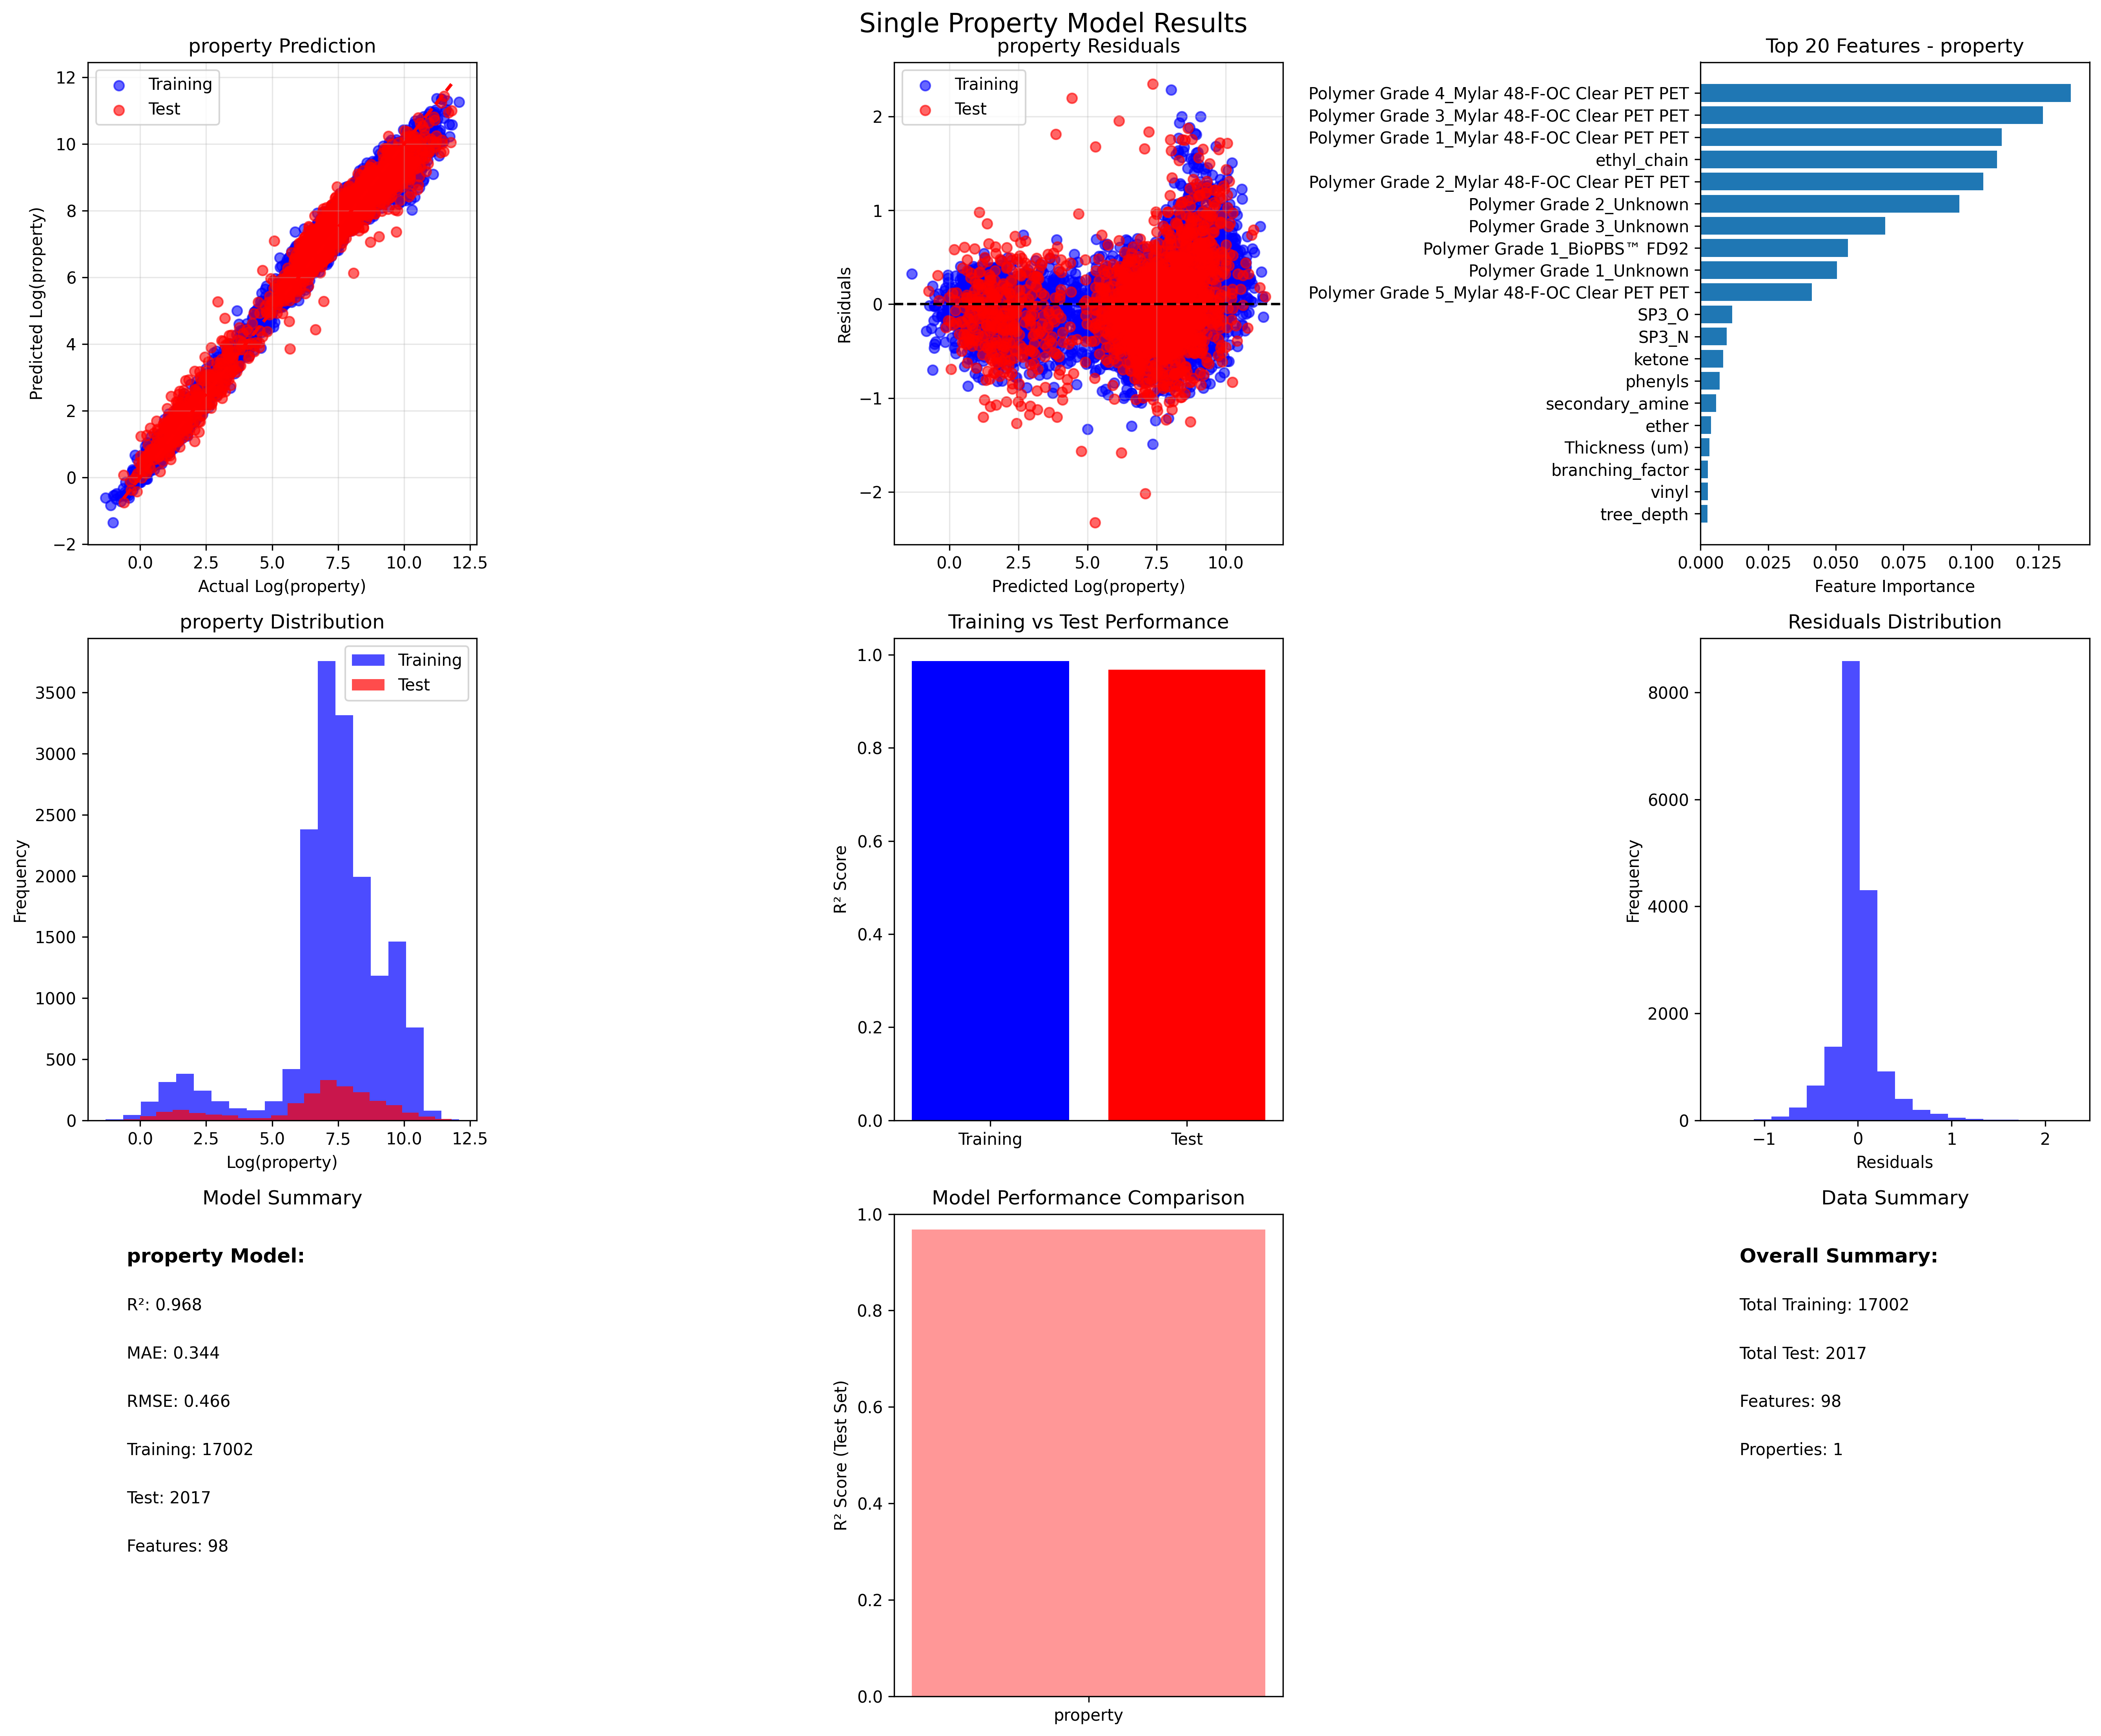 Single Property Model Results
property Prediction
Training
Test
12
10
8
6
4
2
0
−2
Predicted Log(property)
0.0 2.5 5.0 7.5 10.0 12.5
Actual Log(property)
property Residuals
Training
Test
2
1
0
−1
−2
Residuals
0.0 2.5 5.0 7.5 10.0
Predicted Log(property)
Top 20 Features - property
Polymer Grade 4_Mylar 48-F-OC Clear PET PET
Polymer Grade 3_Mylar 48-F-OC Clear PET PET
Polymer Grade 1_Mylar 48-F-OC Clear PET PET
ethyl_chain
Polymer Grade 2_Mylar 48-F-OC Clear PET PET
Polymer Grade 2_Unknown
Polymer Grade 3_Unknown
Polymer Grade 1_BioPBS™ FD92
Polymer Grade 1_Unknown
Polymer Grade 5_Mylar 48-F-OC Clear PET PET
SP3_O
SP3_N
ketone
phenyls
secondary_amine
ether
Thickness (um)
branching_factor
vinyl
tree_depth
0.000 0.025 0.050 0.075 0.100 0.125
Feature Importance
property Distribution
Training
Test
3500
3000
2500
2000
1500
1000
500
0
Frequency
0.0 2.5 5.0 7.5 10.0 12.5
Log(property)
Training vs Test Performance
1.0
0.8
0.6
0.4
0.2
0.0
R² Score
Training Test
Residuals Distribution
8000
6000
4000
2000
0
Frequency
−1 0 1 2
Residuals
Model Summary
property Model:
R²: 0.968
MAE: 0.344
RMSE: 0.466
Training: 17002
Test: 2017
Features: 98
Model Performance Comparison
1.0
0.8
0.6
0.4
0.2
0.0
R² Score (Test Set)
property
Data Summary
Overall Summary:
Total Training: 17002
Total Test: 2017
Features: 98
Properties: 1